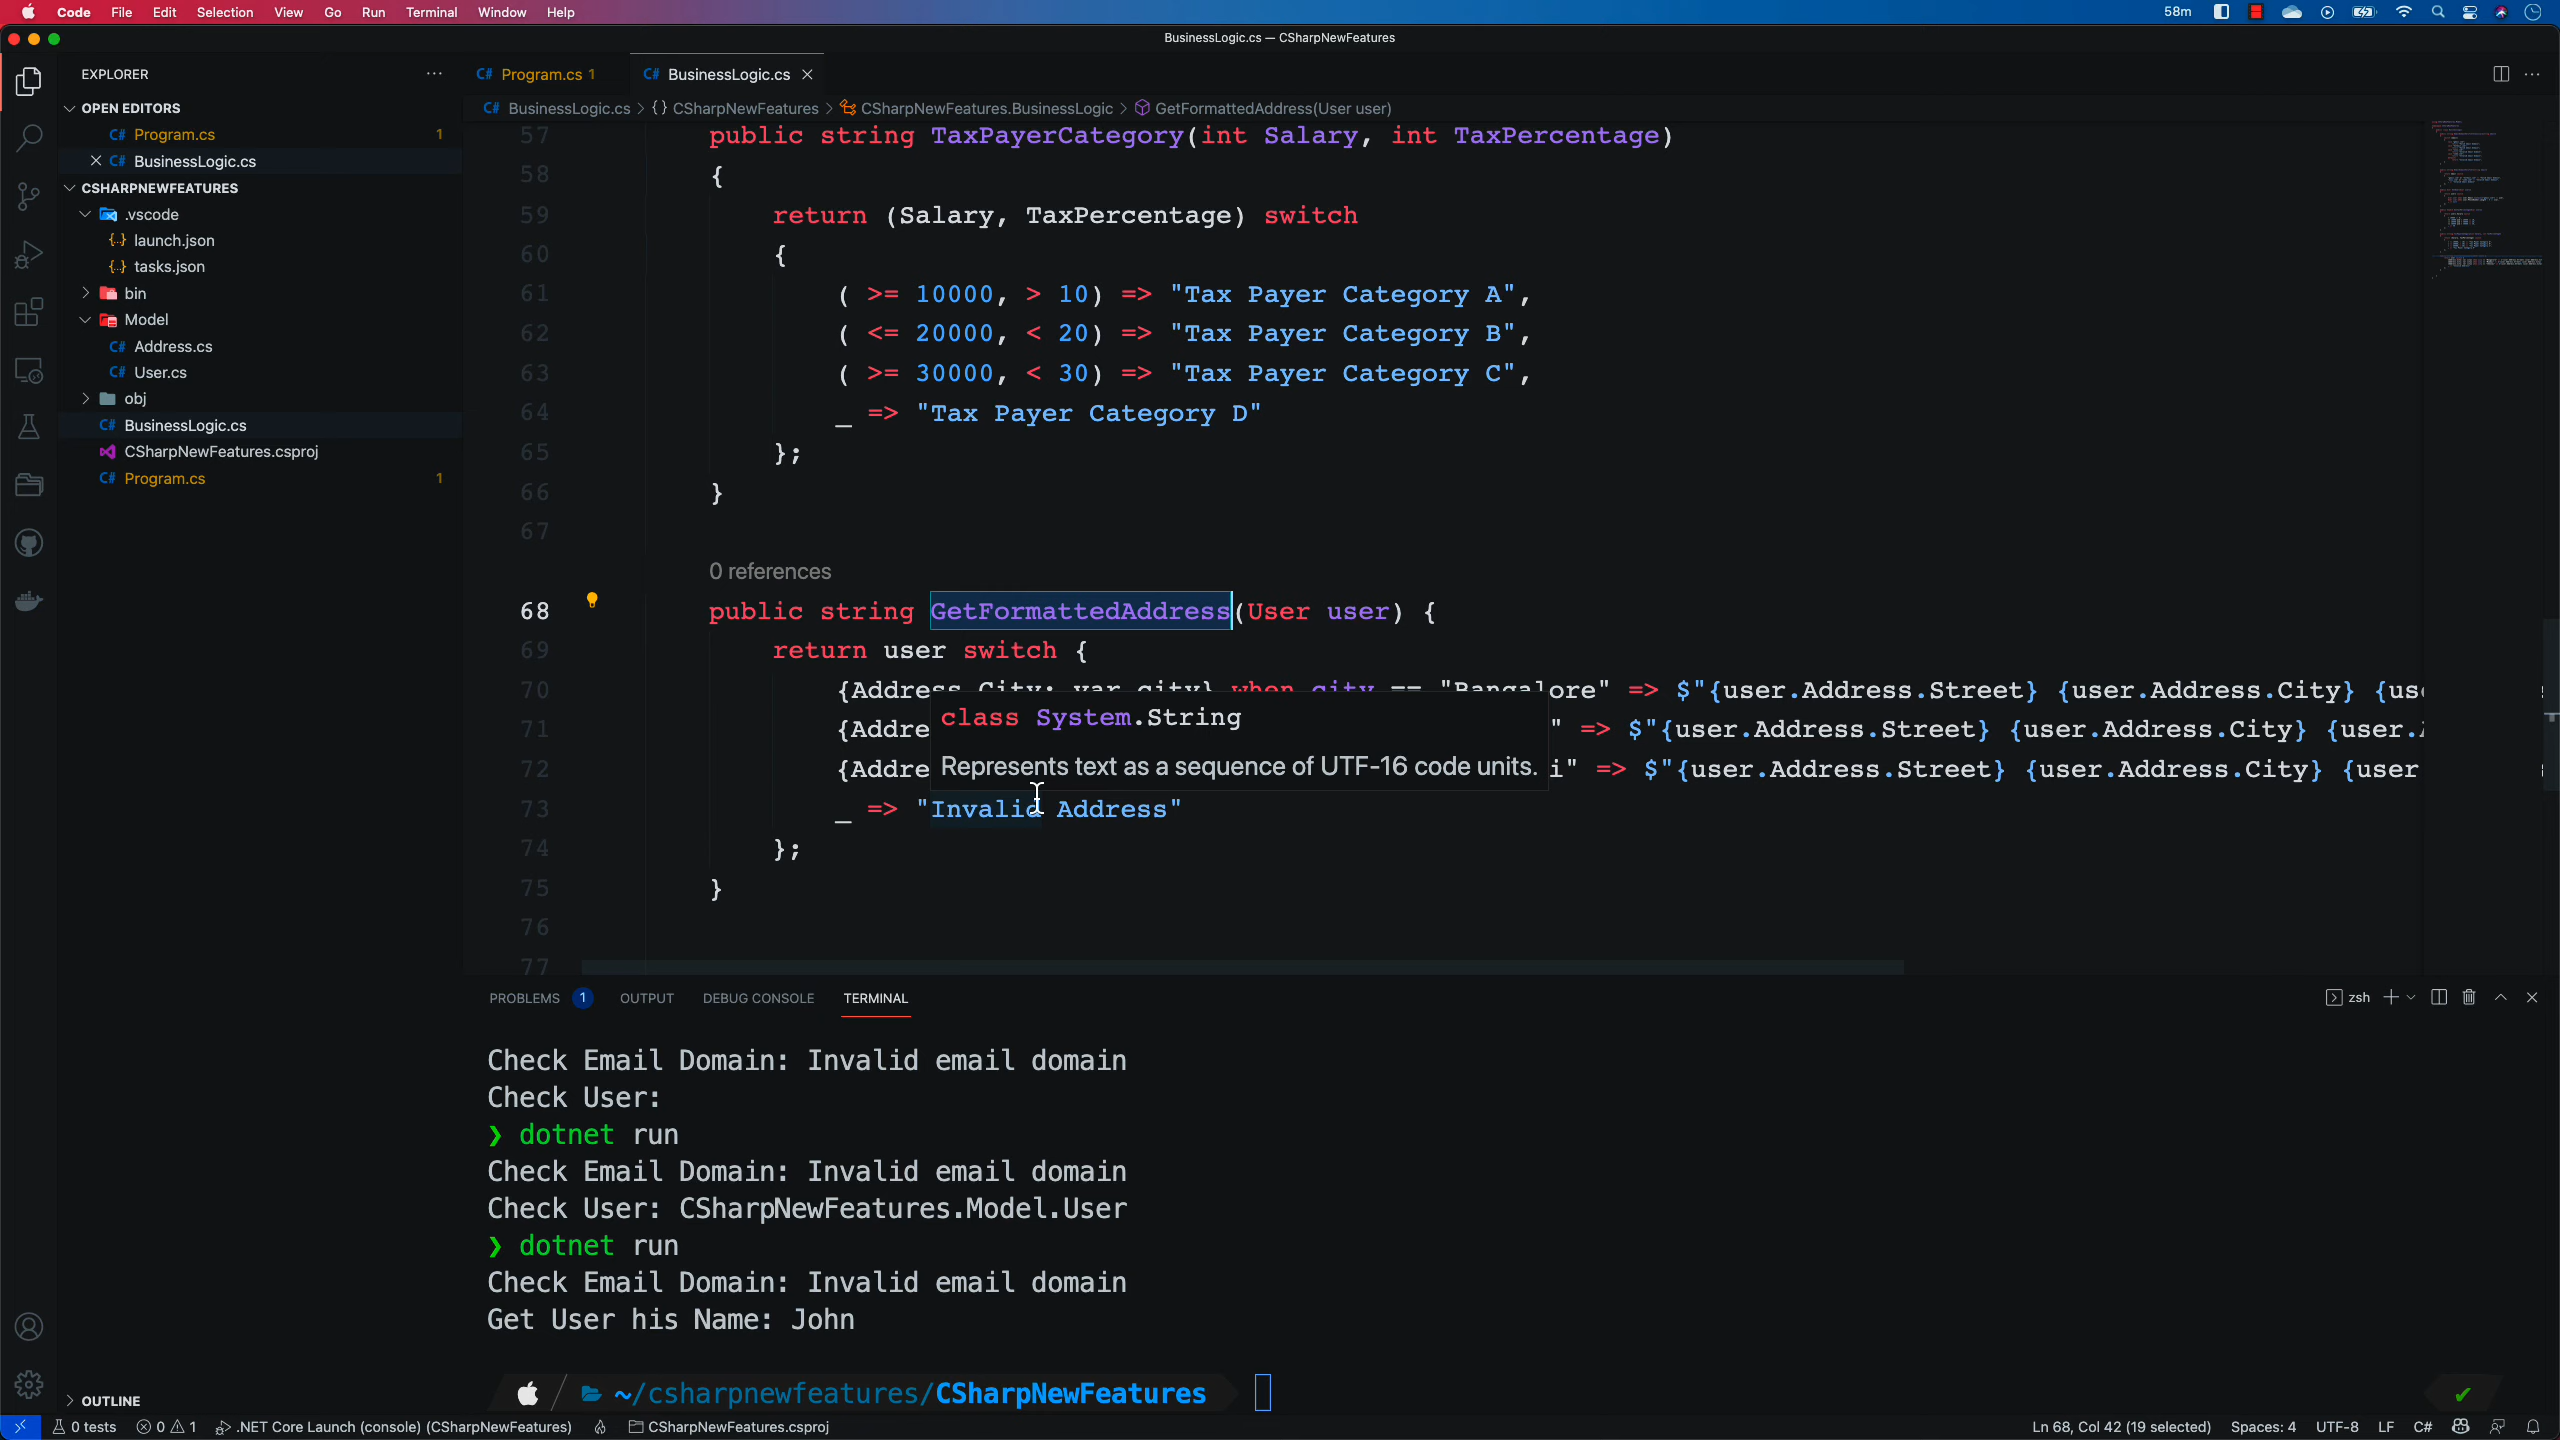 Code File Edit Selection View Go Run Terminal Window Help 58m
BusinessLogic.cs — CSharpNewFeatures
EXPLORER
OPEN EDITORS
C# Program.cs 1
C# BusinessLogic.cs
CSHARPNEWFEATURES
.vscode
launch.json
tasks.json
bin
Model
C# Address.cs
C# User.cs
obj
C# BusinessLogic.cs
CSharpNewFeatures.csproj
C# Program.cs 1
OUTLINE
C# Program.cs 1 C# BusinessLogic.cs
C# BusinessLogic.cs > {} CSharpNewFeatures > CSharpNewFeatures.BusinessLogic > GetFormattedAddress(User user)
57 public string TaxPayerCategory(int Salary, int TaxPercentage)
58 {
59 return (Salary, TaxPercentage) switch
60 {
61 ( >= 10000, > 10) => "Tax Payer Category A",
62 ( <= 20000, < 20) => "Tax Payer Category B",
63 ( >= 30000, < 30) => "Tax Payer Category C",
64 _ => "Tax Payer Category D"
65 };
66 }
67
0 references
68 public string GetFormattedAddress(User user) {
69 return user switch {
70 {Address.City: var city} when city == "Bangalore" => $"{user.Address.Street} {user.Address.City} {us
71 {Addre " => $"{user.Address.Street} {user.Address.City} {user.
72 {Addre i" => $"{user.Address.Street} {user.Address.City} {user
class System.String
Represents text as a sequence of UTF-16 code units.
73 _ => "Invalid Address"
74 };
75 }
76
77
PROBLEMS 1 OUTPUT DEBUG CONSOLE TERMINAL zsh
Check Email Domain: Invalid email domain
Check User:
❯ dotnet run
Check Email Domain: Invalid email domain
Check User: CSharpNewFeatures.Model.User
❯ dotnet run
Check Email Domain: Invalid email domain
Get User his Name: John
~/csharpnewfeatures/CSharpNewFeatures
0 tests 0 1 .NET Core Launch (console) (CSharpNewFeatures) CSharpNewFeatures.csproj Ln 68, Col 42 (19 selected) Spaces: 4 UTF-8 LF C#